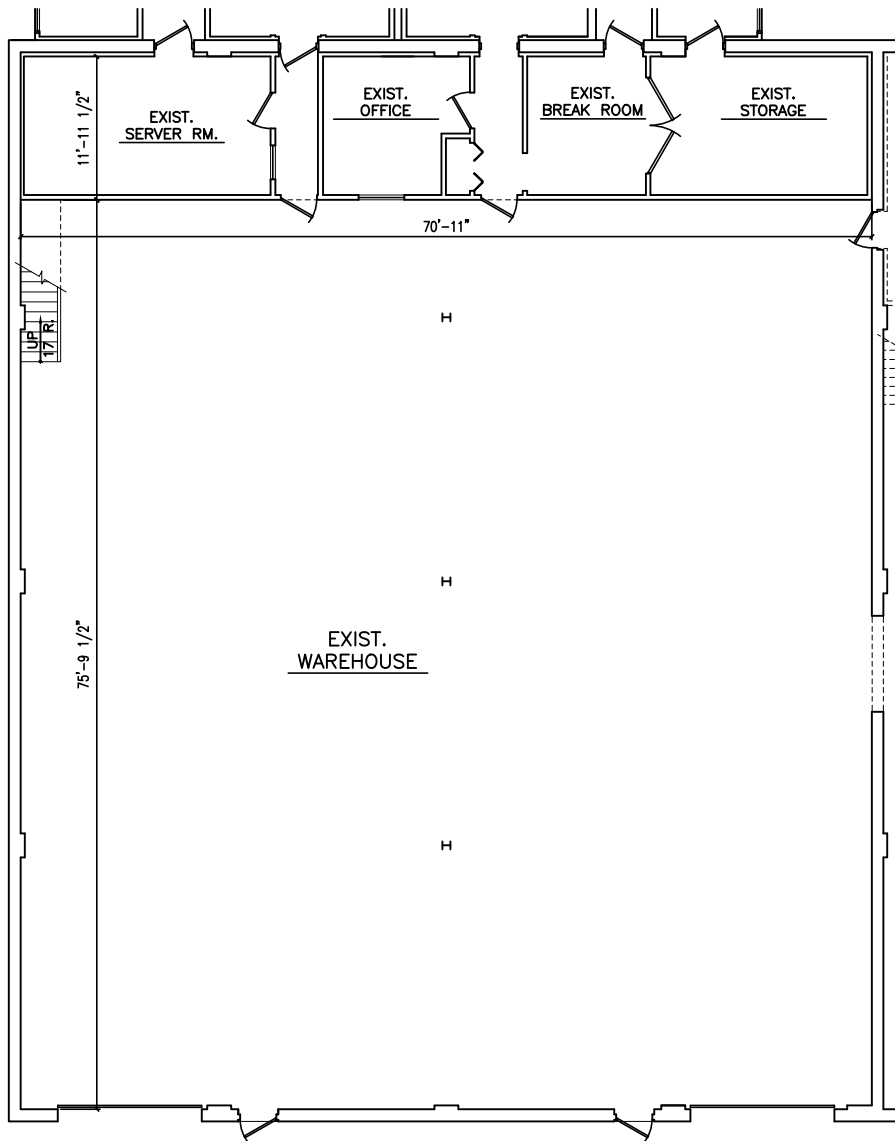 11'-11 1/2"
EXIST.
SERVER RM.
EXIST.
OFFICE
EXIST.
BREAK ROOM
EXIST.
STORAGE
70'-11"
UP
17 R.
75'-9 1/2"
EXIST.
WAREHOUSE